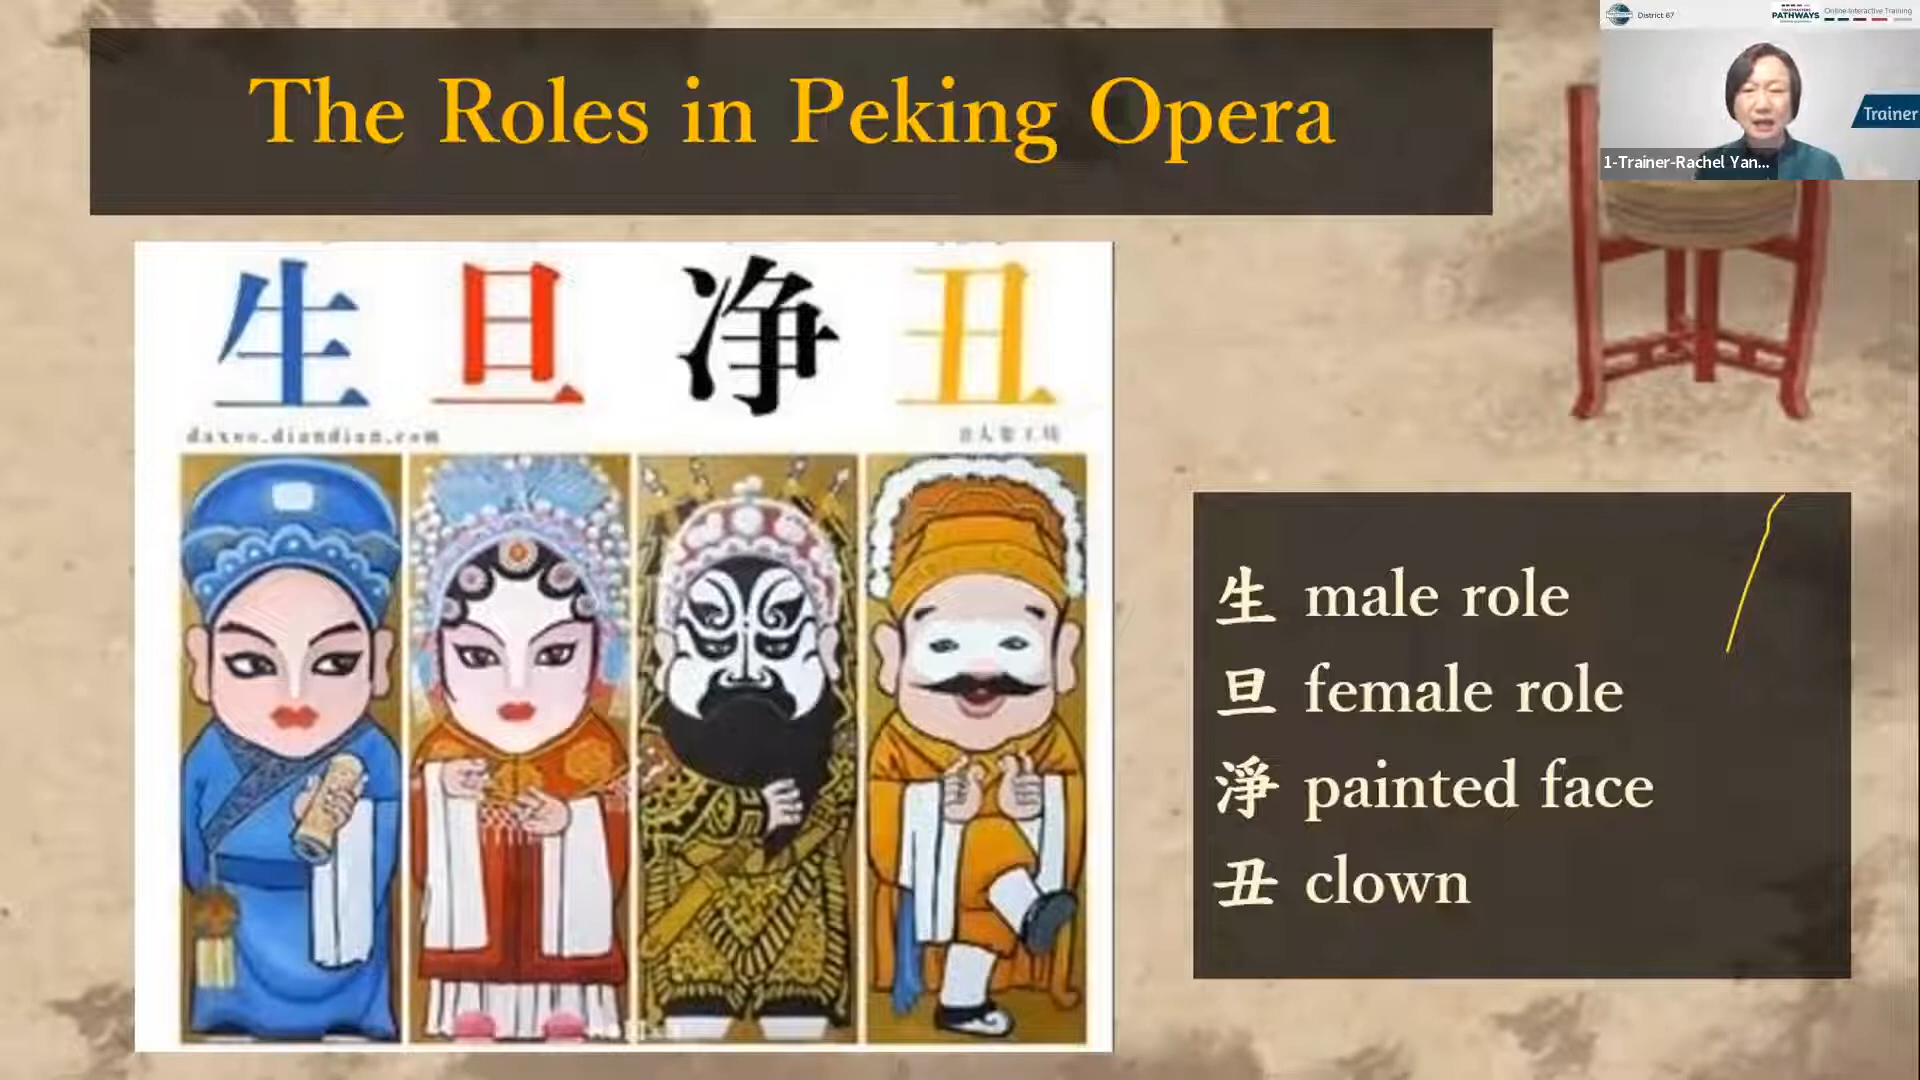 The Roles in Peking Opera
District 67
PATHWAYS
Online-Interactive Training
Trainer
1-Trainer-Rachel Yan...
生 旦 净 丑
daxuo.diandian.com
生 male role
旦 female role
淨 painted face
丑 clown